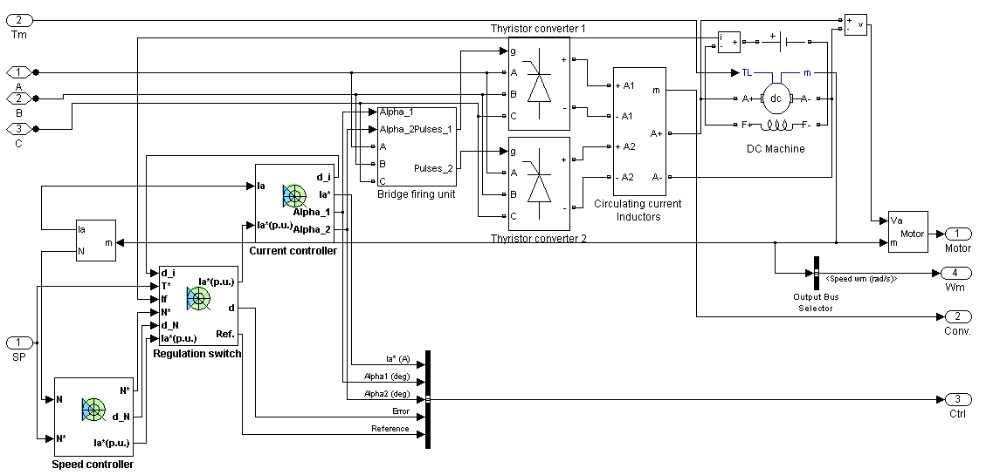 2
Tm
1
A
2
B
3
C
Thyristor converter 1
g
A
B
C
+
-
Thyristor converter 2
g
A
B
C
+
-
Alpha_1
Alpha_2
A
B
C
Pulses_1
Pulses_2
Bridge firing unit
+ A1
- A1
+ A2
- A2
m
A+
A-
Circulating current
Inductors
i
+
-
+
TL
m
A+
dc
A-
F+
F-
DC Machine
+
-
v
Ia
Ia*(p.u.)
d_i
Ia*
Alpha_1
Alpha_2
Current controller
Ia
N
m
d_i
T*
If
N*
d_N
Ia*(p.u.)
Ia*(p.u.)
d
Ref.
Regulation switch
1
SP
N
N*
N*
d_N
Ia*(p.u.)
Speed controller
Va
m
Motor
1
Motor
<Speed wm (rad/s)>
Output Bus
Selector
4
Wm
2
Conv.
Ia* (A)
Alpha1 (deg)
Alpha2 (deg)
Error
Reference
3
Ctrl